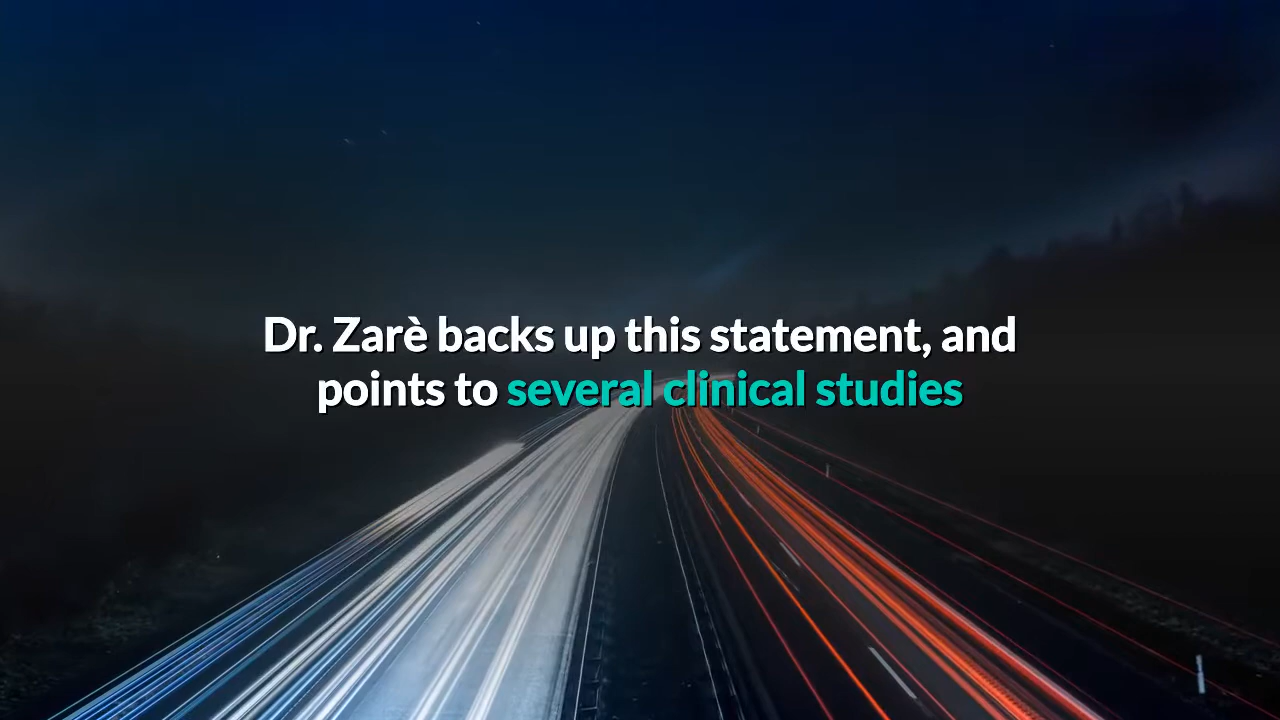 Dr. Zarè backs up this statement, and
points to several clinical studies